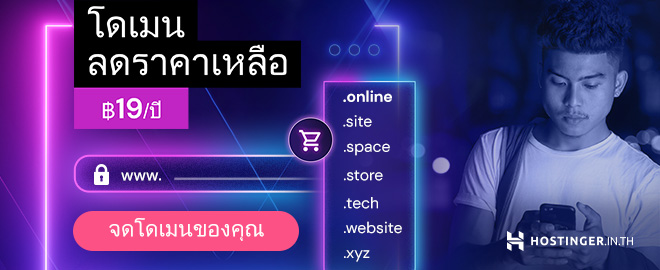 โดเมน
ลดราคาเหลือ
฿19/ปี
www.
จดโดเมนของคุณ
.online
.site
.space
.store
.tech
.website
.xyz
HOSTINGER.IN.TH